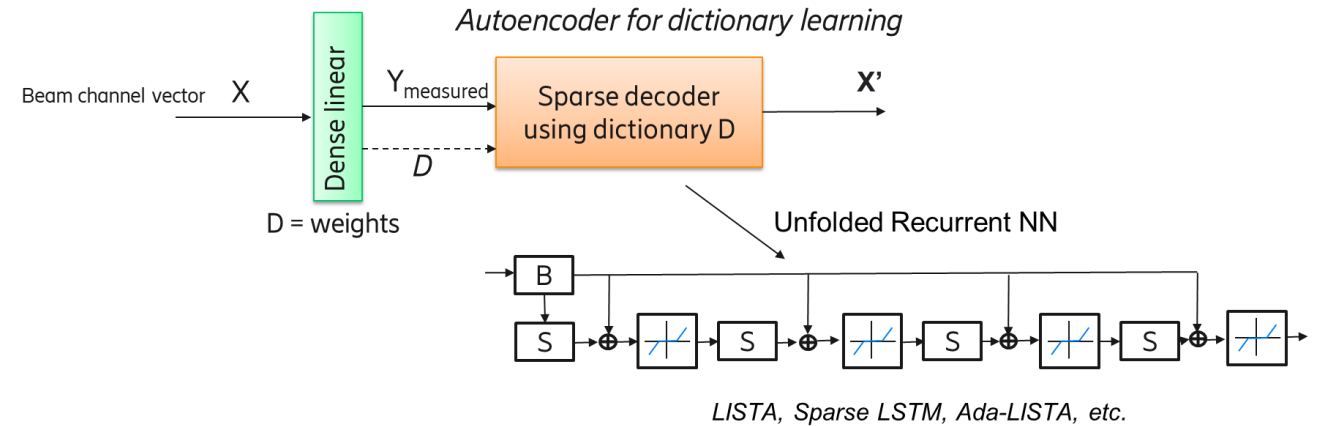 Autoencoder for dictionary learning
Beam channel vector
X
Dense linear
Y measured
D
Sparse decoder
using dictionary D
X'
D = weights
Unfolded Recurrent NN
B
S
S
S
S
LISTA, Sparse LSTM, Ada-LISTA, etc.